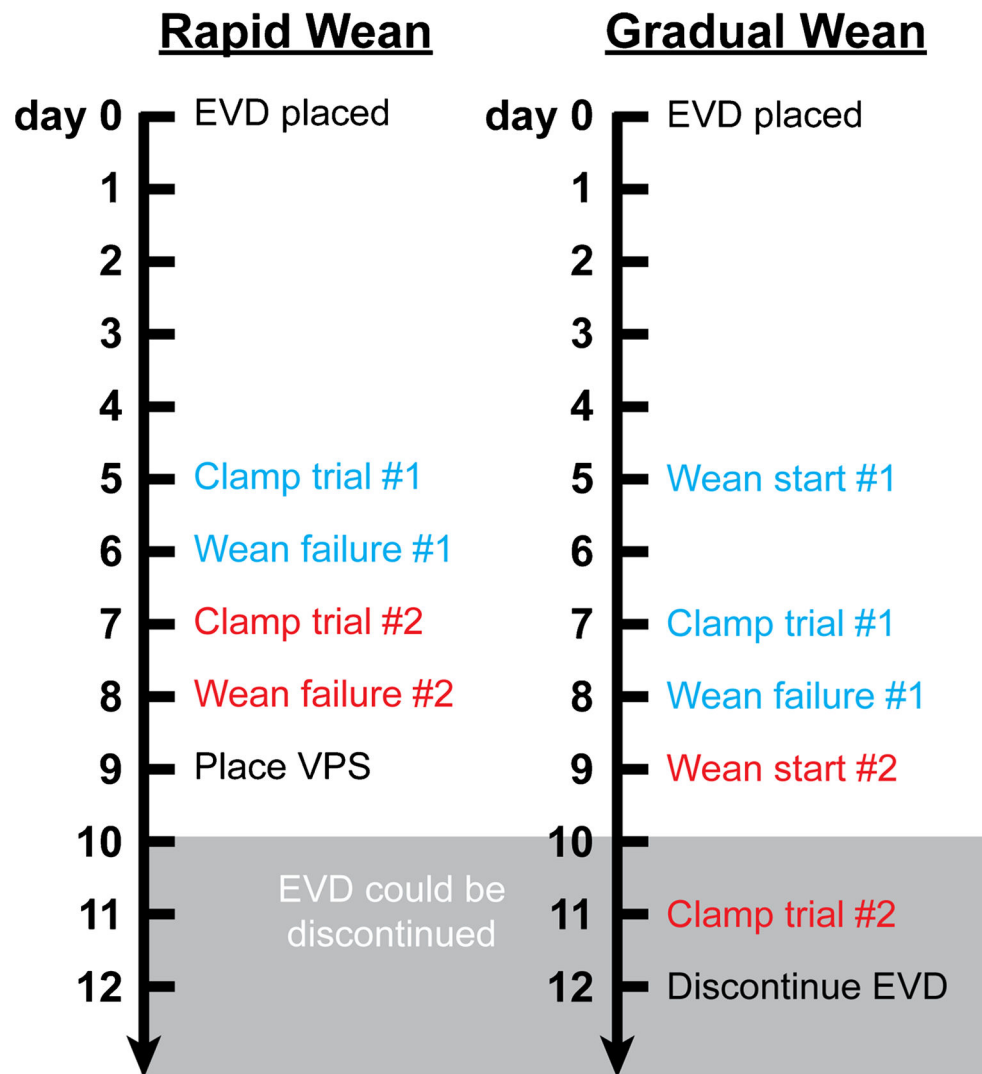 Rapid Wean
day 0 EVD placed
1
2
3
4
5 Clamp trial #1
6 Wean failure #1
7 Clamp trial #2
8 Wean failure #2
9 Place VPS
10
11
12
EVD could be
discontinued
Gradual Wean
day 0 EVD placed
1
2
3
4
5 Wean start #1
6
7 Clamp trial #1
8 Wean failure #1
9 Wean start #2
10
11 Clamp trial #2
12 Discontinue EVD